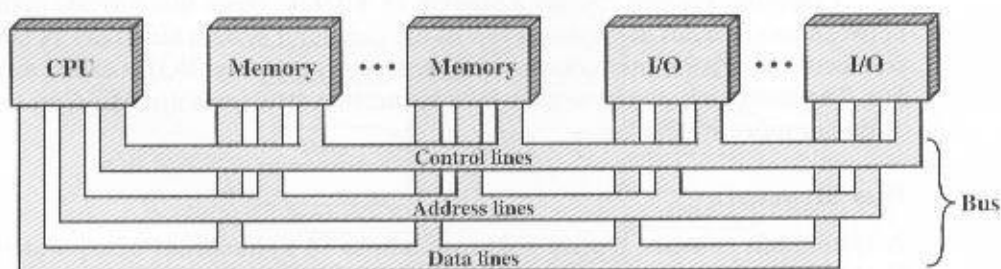 CPU
Memory
• • •
Memory
I/O
• • •
I/O
Control lines
Address lines
Data lines
Bus